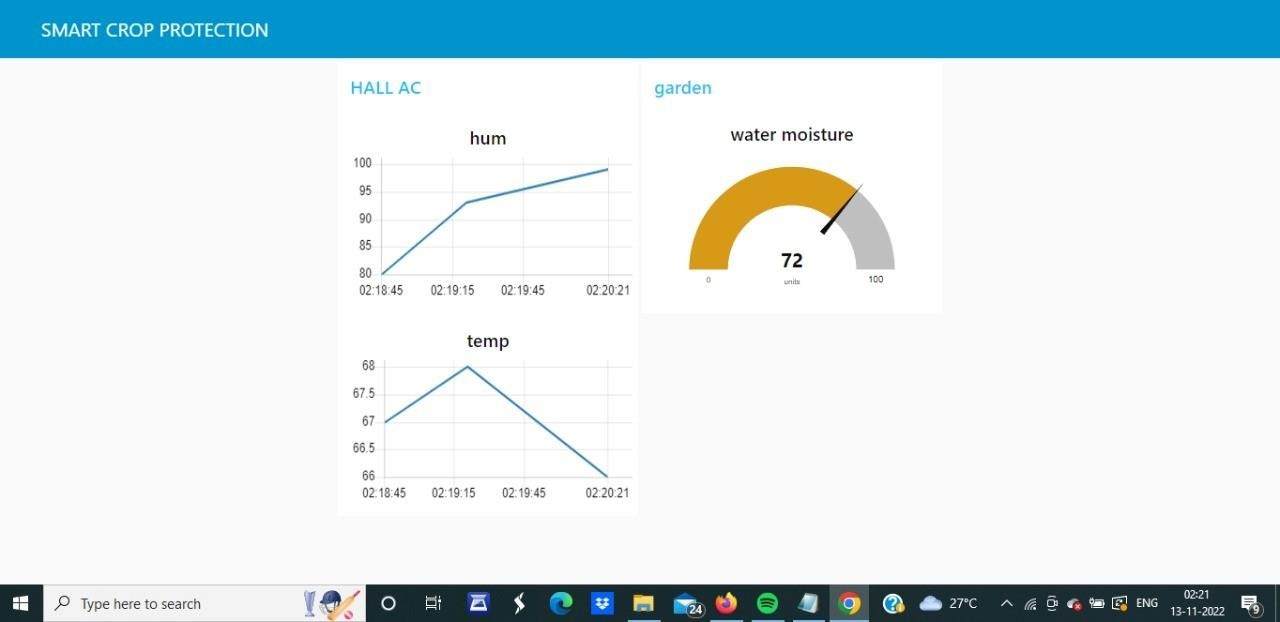 SMART CROP PROTECTION
HALL AC
hum
100
95
90
85
80
02:18:45 02:19:15 02:19:45 02:20:21
temp
68
67.5
67
66.5
66
02:18:45 02:19:15 02:19:45 02:20:21
garden
water moisture
72
units
0 100
Type here to search
24
27°C
ENG
02:21
13-11-2022
9